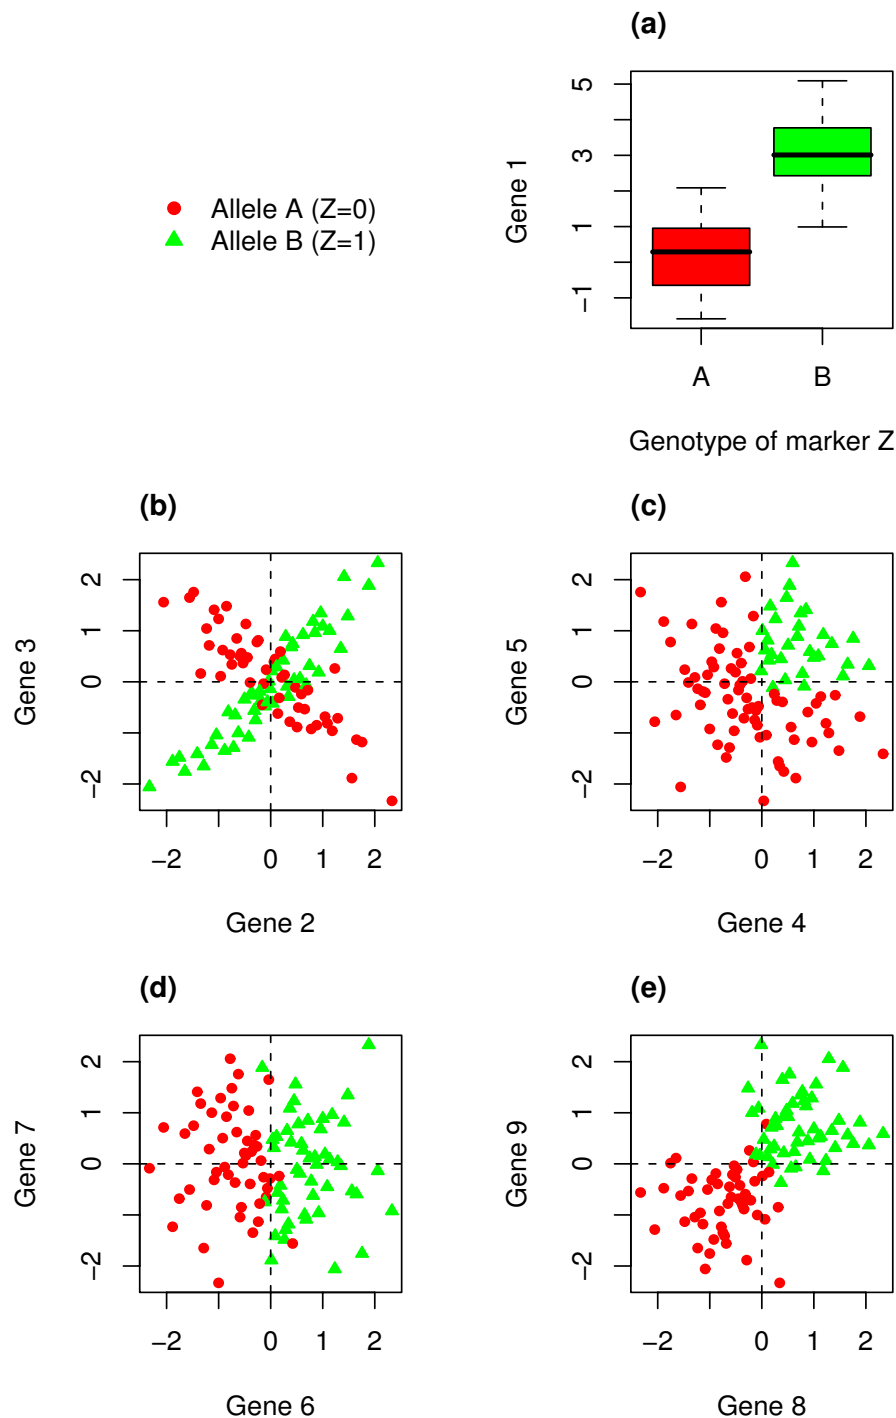 (a)
Gene 1
5
3
1
−1
A B
Genotype of marker Z
Allele A (Z=0)
Allele B (Z=1)
(b)
Gene 3
2
1
0
−2
−2 0 1 2
Gene 2
(c)
Gene 5
2
1
0
−2
−2 0 1 2
Gene 4
(d)
Gene 7
2
1
0
−2
−2 0 1 2
Gene 6
(e)
Gene 9
2
1
0
−2
−2 0 1 2
Gene 8